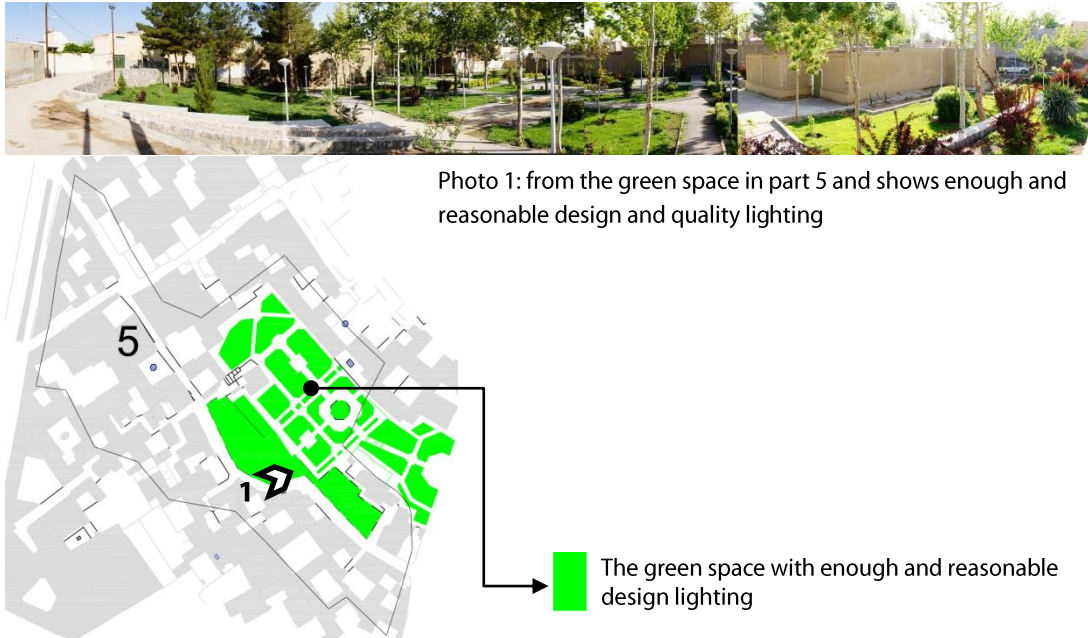 Photo 1: from the green space in part 5 and shows enough and
reasonable design and quality lighting
5
1
The green space with enough and reasonable
design lighting